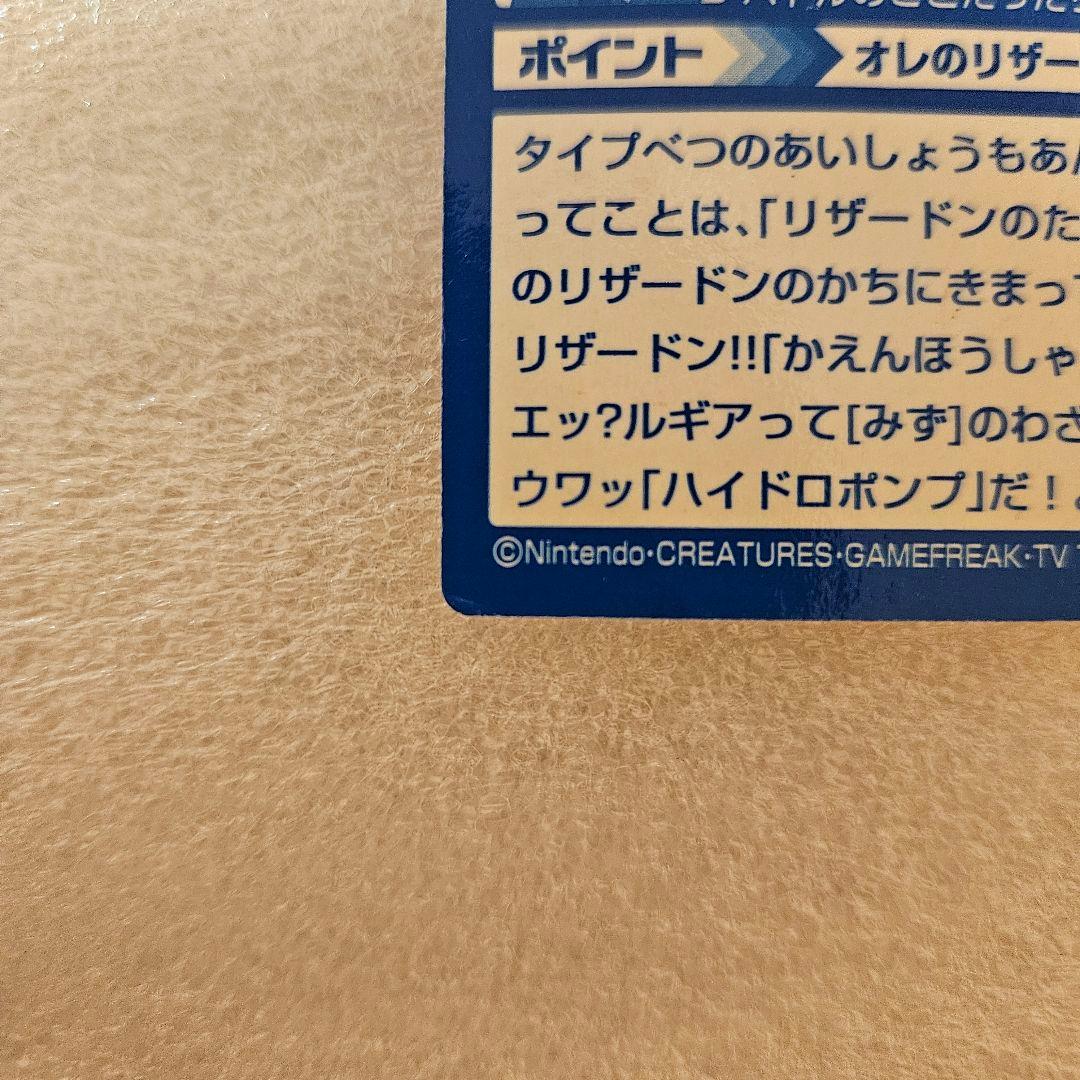 ポイント
オレのリザー
タイプべつのあいしょうもあ
ってことは、「リザードンのた
のリザードンのかちにきまって
リザードン!!「かえんほうしゃ
エッ?ルギアって[みず]のわざ
ウワッ「ハイドロポンプ」だ!
©Nintendo・CREATURES・GAMEFREAK・TV